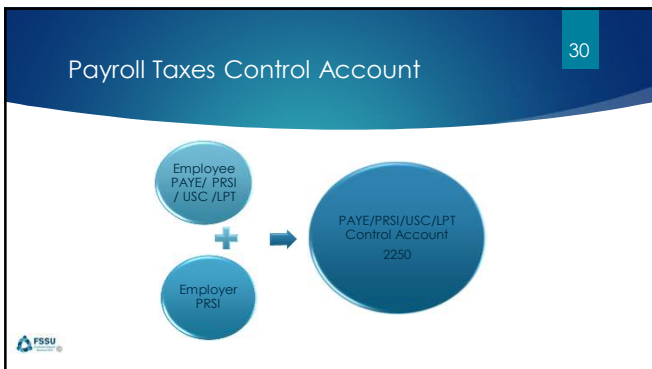 30
Payroll Taxes Control Account
Employee
PAYE/ PRSI
/ USC /LPT
Employer
PRSI
PAYE/PRSI/USC/LPT
Control Account
2250
FSSU